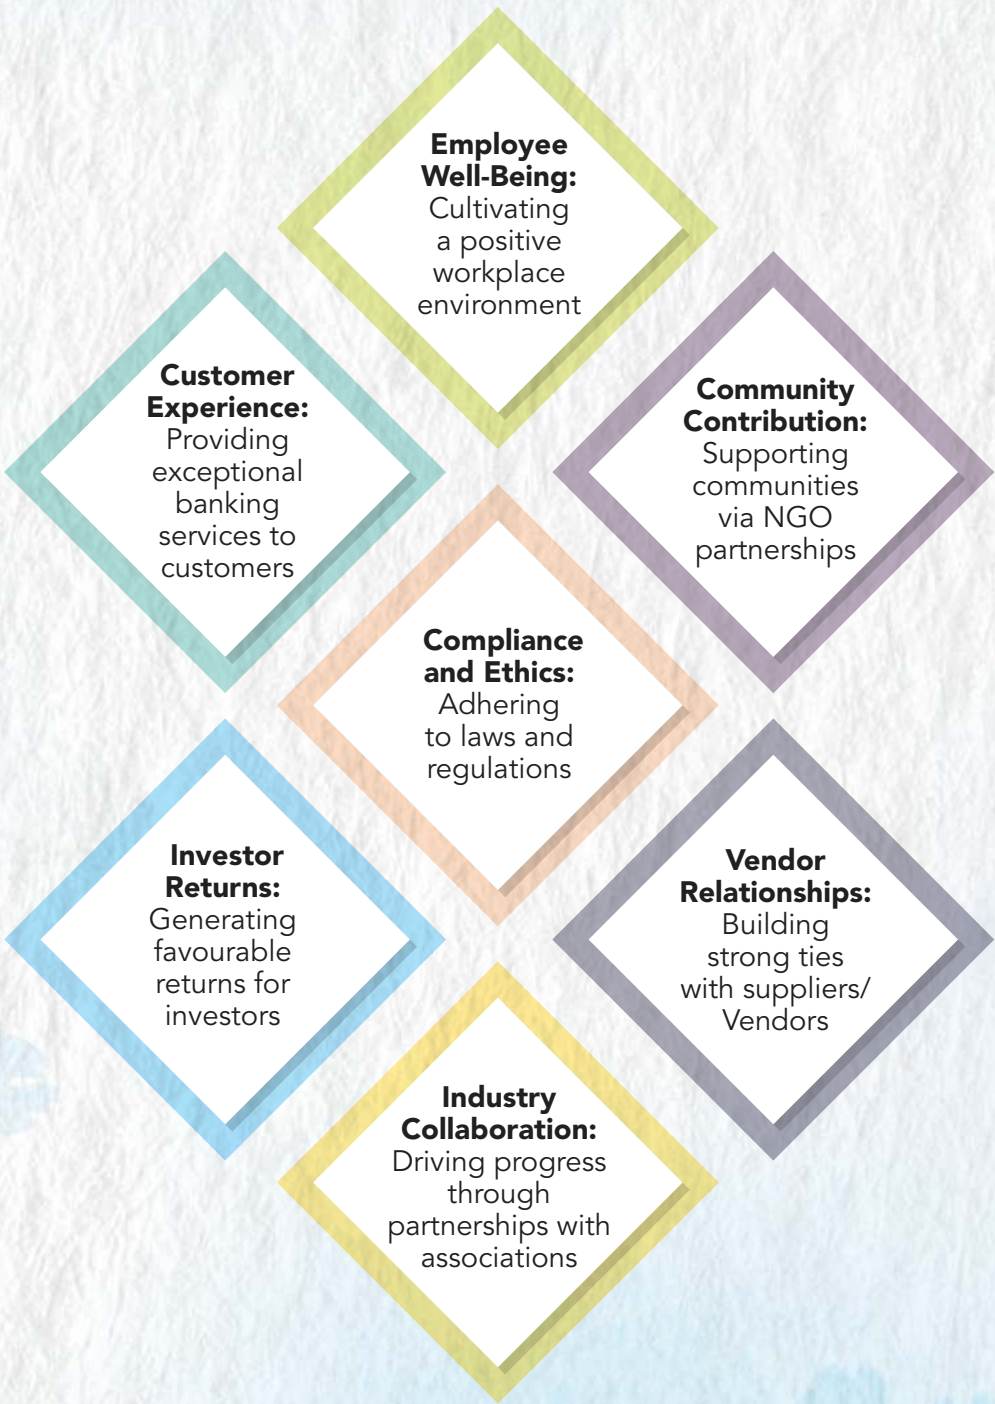 Employee
Well-Being:
Cultivating
a positive
workplace
environment
Customer
Experience:
Providing
exceptional
banking
services to
customers
Community
Contribution:
Supporting
communities
via NGO
partnerships
Compliance
and Ethics:
Adhering
to laws and
regulations
Investor
Returns:
Generating
favourable
returns for
investors
Vendor
Relationships:
Building
strong ties
with suppliers/
Vendors
Industry
Collaboration:
Driving progress
through
partnerships with
associations